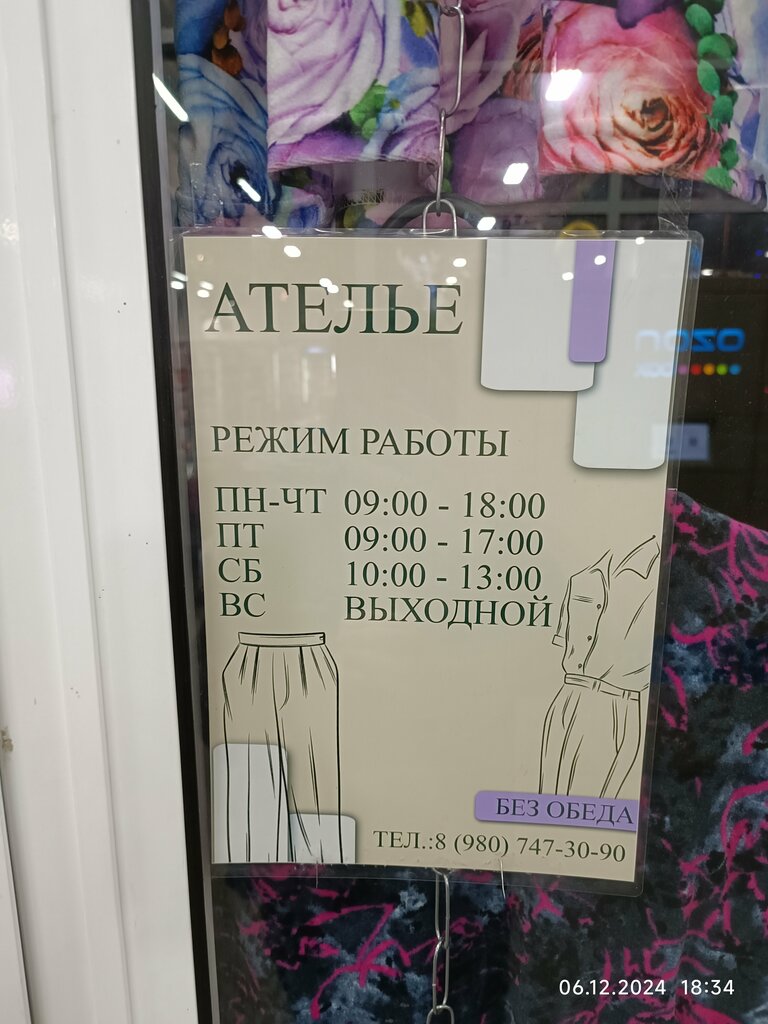 АТЕЛЬЕ
РЕЖИМ РАБОТЫ
ПН-ЧТ 09:00 - 18:00
ПТ 09:00 - 17:00
СБ 10:00 - 13:00
ВС ВЫХОДНОЙ
БЕЗ ОБЕДА
ТЕЛ.:8 (980) 747-30-90
ozon
06.12.2024 18:34